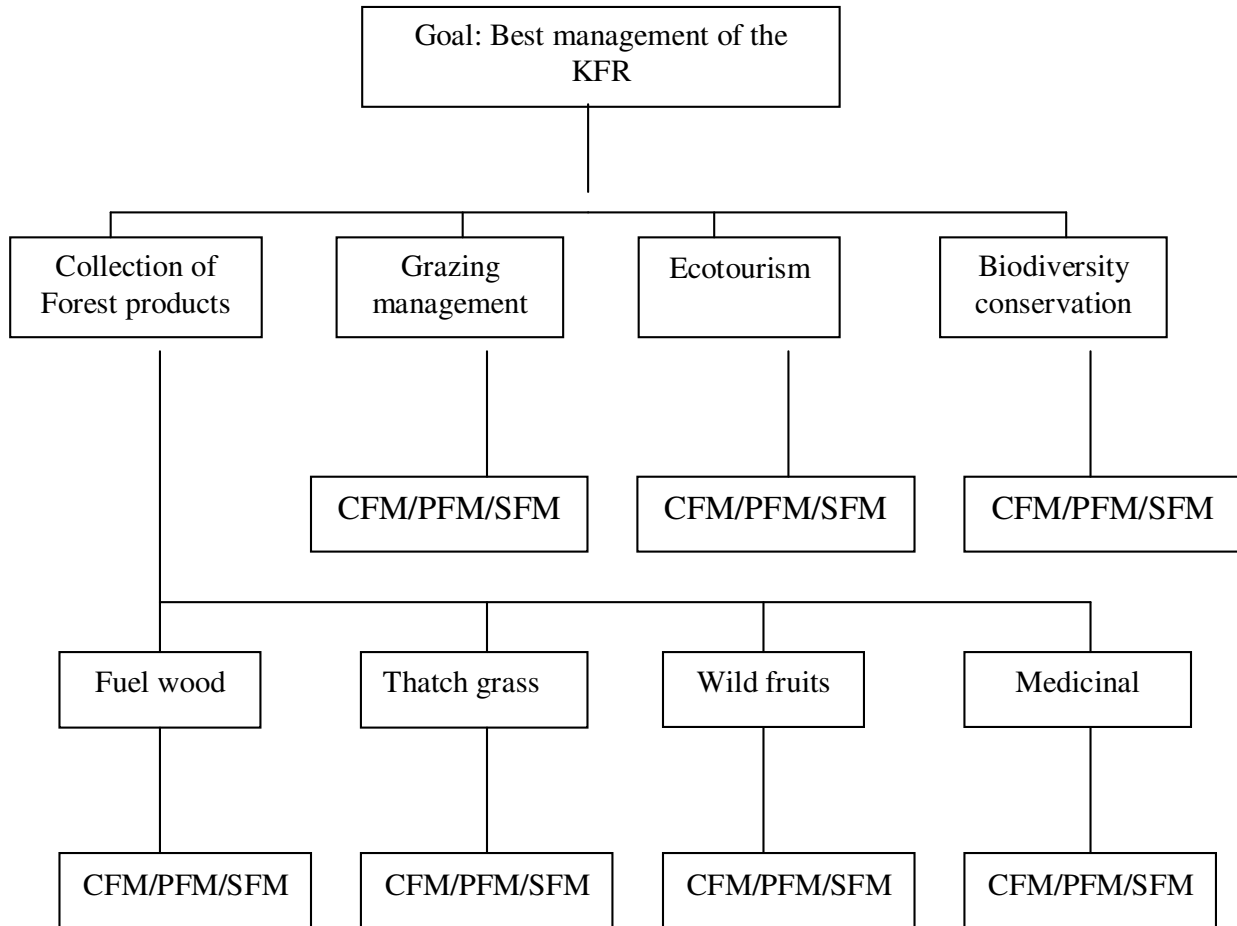 Goal: Best management of the
KFR
Collection of
Forest products
Grazing
management
Ecotourism
Biodiversity
conservation
CFM/PFM/SFM
CFM/PFM/SFM
CFM/PFM/SFM
Fuel wood
Thatch grass
Wild fruits
Medicinal
CFM/PFM/SFM
CFM/PFM/SFM
CFM/PFM/SFM
CFM/PFM/SFM